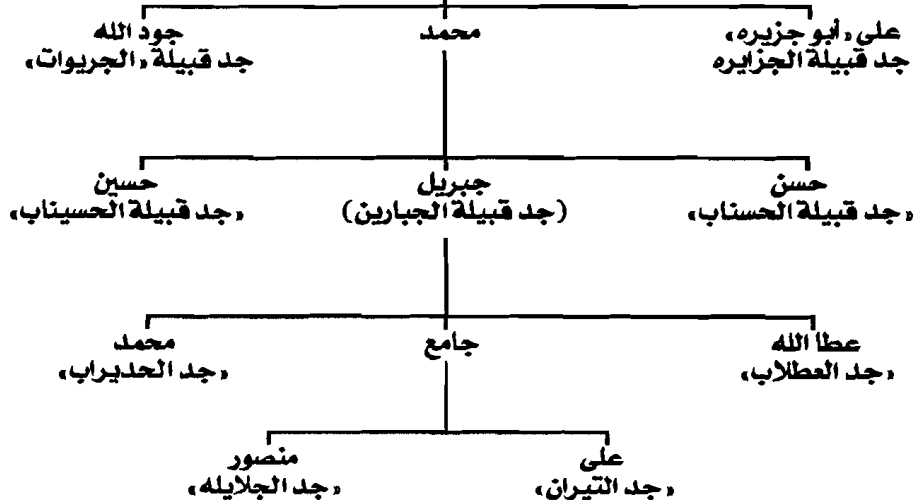 على «أبو جزيره»
جد قبيلة الجزايره
محمد
جود الله
جد قبيلة «الجريوات»
حسن
«جد قبيلة الحسناب»
جبريل
(جد قبيلة الجبارين)
حسين
«جد قبيلة الحسيناب»
عطا الله
«جد العطلاب»
جامع
محمد
«جد الحديراب»
على
«جد التيران»
منصور
«جد الجلايله»